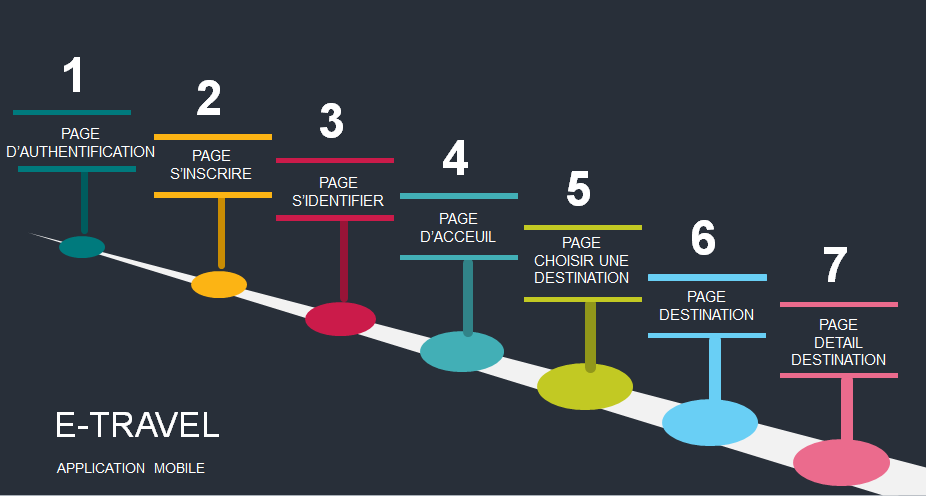 1
PAGE
D'AUTHENTIFICATION
2
PAGE
S'INSCRIRE
3
PAGE
S'IDENTIFIER
4
PAGE
D'ACCEUIL
5
PAGE
CHOISIR UNE
DESTINATION
6
PAGE
DESTINATION
7
PAGE
DETAIL
DESTINATION
E-TRAVEL
APPLICATION MOBILE